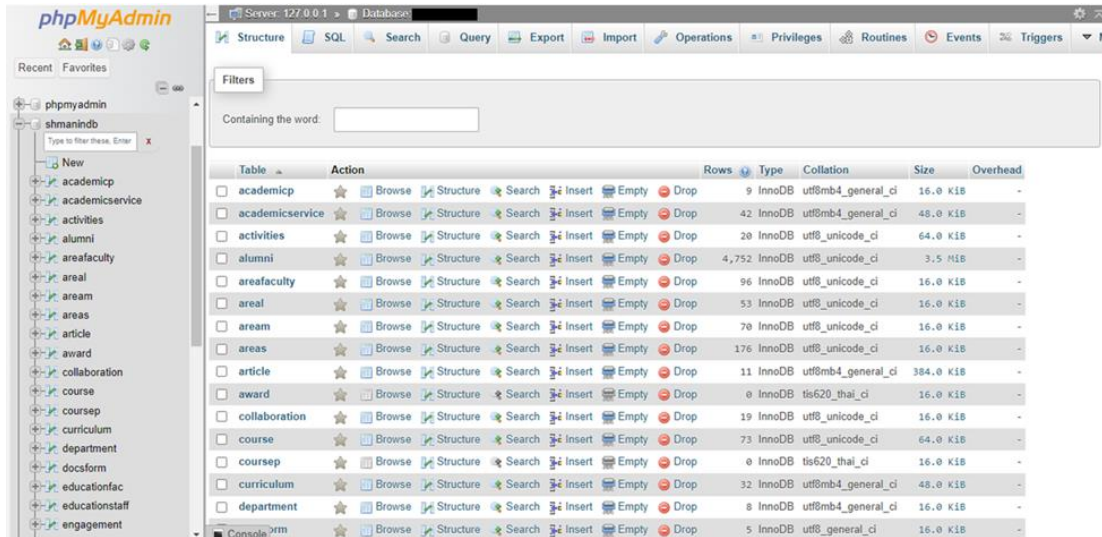 phpMyAdmin
Recent Favorites
phpmyadmin
shmanindb
Type to filter these, Enter X
New
academicp
academicservice
activities
alumni
areafaculty
areal
aream
areas
article
award
collaboration
course
coursep
curriculum
department
docsform
educationfac
educationstaff
engagement
Server: 127.0.0.1 » Database:
Structure SQL Search Query Export Import Operations Privileges Routines Events Triggers
Filters
Containing the word:
Table Action Rows Type Collation Size Overhead
academicp Browse Structure Search Insert Empty Drop 9 InnoDB utf8mb4_general_ci 16.0 KiB -
academicservice Browse Structure Search Insert Empty Drop 42 InnoDB utf8mb4_general_ci 48.0 KiB -
activities Browse Structure Search Insert Empty Drop 20 InnoDB utf8_unicode_ci 64.0 KiB -
alumni Browse Structure Search Insert Empty Drop 4,752 InnoDB utf8_unicode_ci 3.5 MiB -
areafaculty Browse Structure Search Insert Empty Drop 96 InnoDB utf8_unicode_ci 16.0 KiB -
areal Browse Structure Search Insert Empty Drop 53 InnoDB utf8_unicode_ci 16.0 KiB -
aream Browse Structure Search Insert Empty Drop 70 InnoDB utf8_unicode_ci 16.0 KiB -
areas Browse Structure Search Insert Empty Drop 176 InnoDB utf8_unicode_ci 16.0 KiB -
article Browse Structure Search Insert Empty Drop 11 InnoDB utf8mb4_general_ci 384.0 KiB -
award Browse Structure Search Insert Empty Drop 0 InnoDB tis620_thai_ci 16.0 KiB -
collaboration Browse Structure Search Insert Empty Drop 19 InnoDB utf8_unicode_ci 16.0 KiB -
course Browse Structure Search Insert Empty Drop 73 InnoDB utf8_unicode_ci 64.0 KiB -
coursep Browse Structure Search Insert Empty Drop 0 InnoDB tis620_thai_ci 16.0 KiB -
curriculum Browse Structure Search Insert Empty Drop 32 InnoDB utf8mb4_general_ci 48.0 KiB -
department Browse Structure Search Insert Empty Drop 8 InnoDB utf8mb4_general_ci 16.0 KiB -
Browse Structure Search Insert Empty Drop 5 InnoDB utf8_general_ci 16.0 KiB -
Console